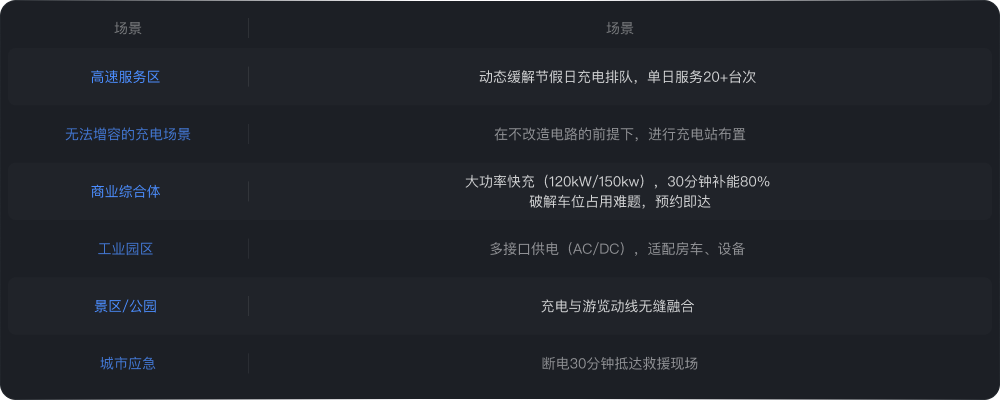 场景 场景
高速服务区 动态缓解节假日充电排队，单日服务20+台次
无法增容的充电场景 在不改造电路的前提下，进行充电站布置
商业综合体 大功率快充（120kW/150kw），30分钟补能80%
破解车位占用难题，预约即达
工业园区 多接口供电（AC/DC），适配房车、设备
景区/公园 充电与游览动线无缝融合
城市应急 断电30分钟抵达救援现场